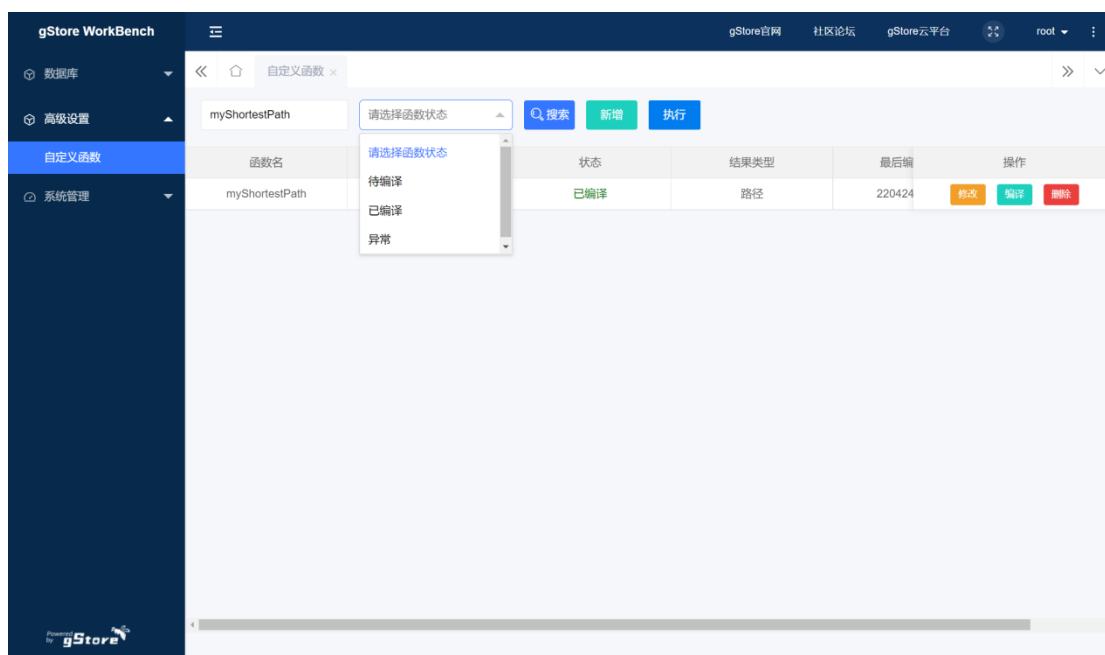 gStore WorkBench
gStore官网 社区论坛 gStore云平台 root
数据库
自定义函数 ×
高级设置
myShortestPath 请选择函数状态 搜索 新增 执行
自定义函数
函数名 状态 结果类型 最后编 操作
请选择函数状态
待编译
已编译
异常
系统管理
myShortestPath 已编译 路径 220424 修改 编译 删除
Powered by gStore